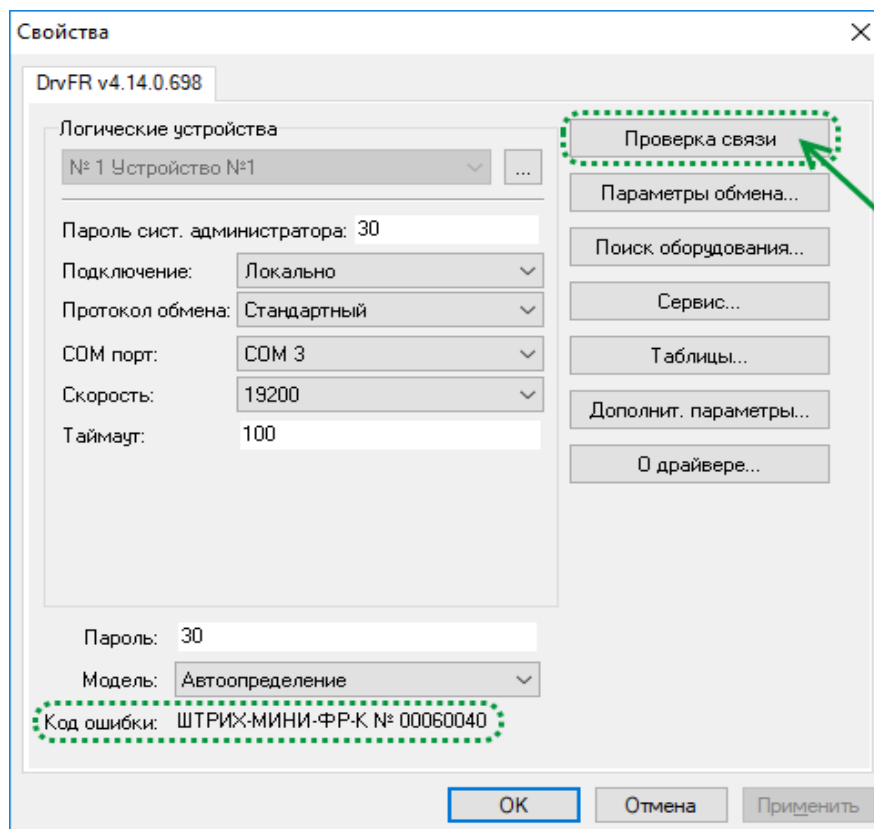 Свойства
DrvFR v4.14.0.698
Логические устройства
№ 1 Устройство №1
...
Пароль сист. администратора: 30
Подключение: Локально
Протокол обмена: Стандартный
COM порт: COM 3
Скорость: 19200
Таймаут: 100
Проверка связи
Параметры обмена...
Поиск оборудования...
Сервис...
Таблицы...
Дополнит. параметры...
О драйвере...
Пароль: 30
Модель: Автоопределение
Код ошибки: ШТРИХ-МИНИ-ФР-К № 00060040
OK
Отмена
Применить